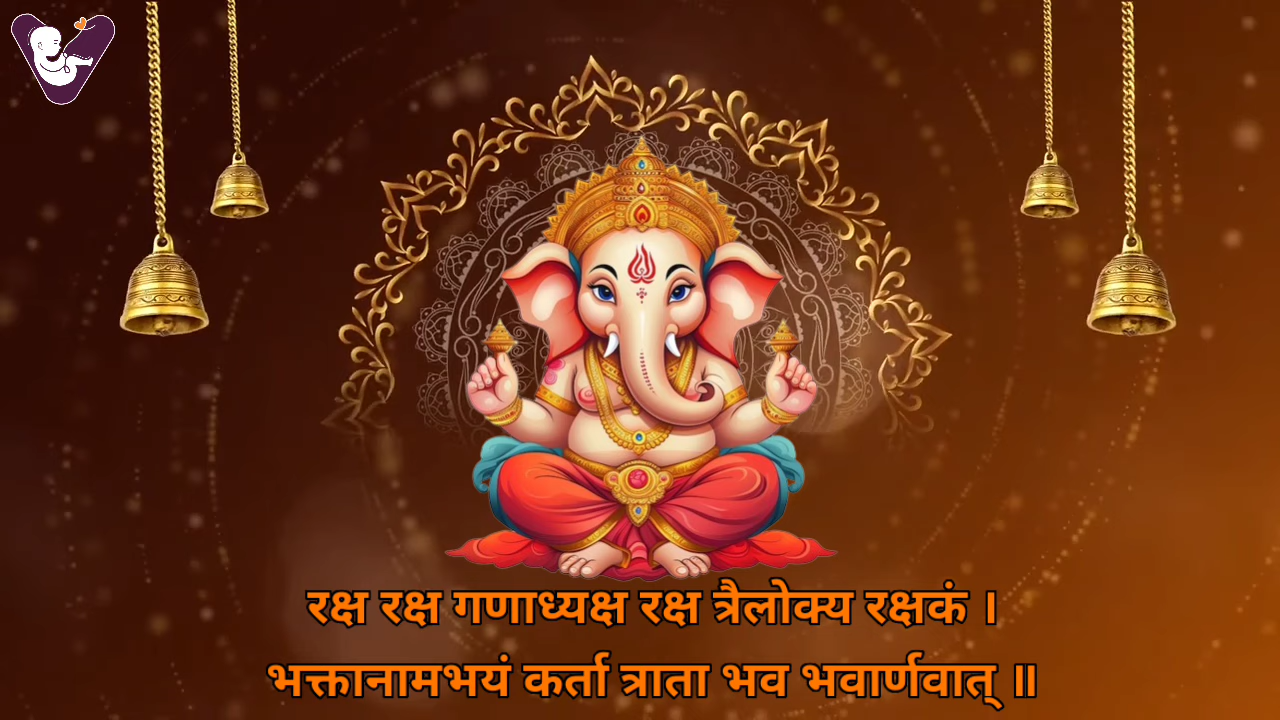 रक्ष रक्ष गणाध्यक्ष रक्ष त्रैलोक्य रक्षकं ।
भक्तानामभयं कर्ता त्राता भव भवार्णवात् ॥